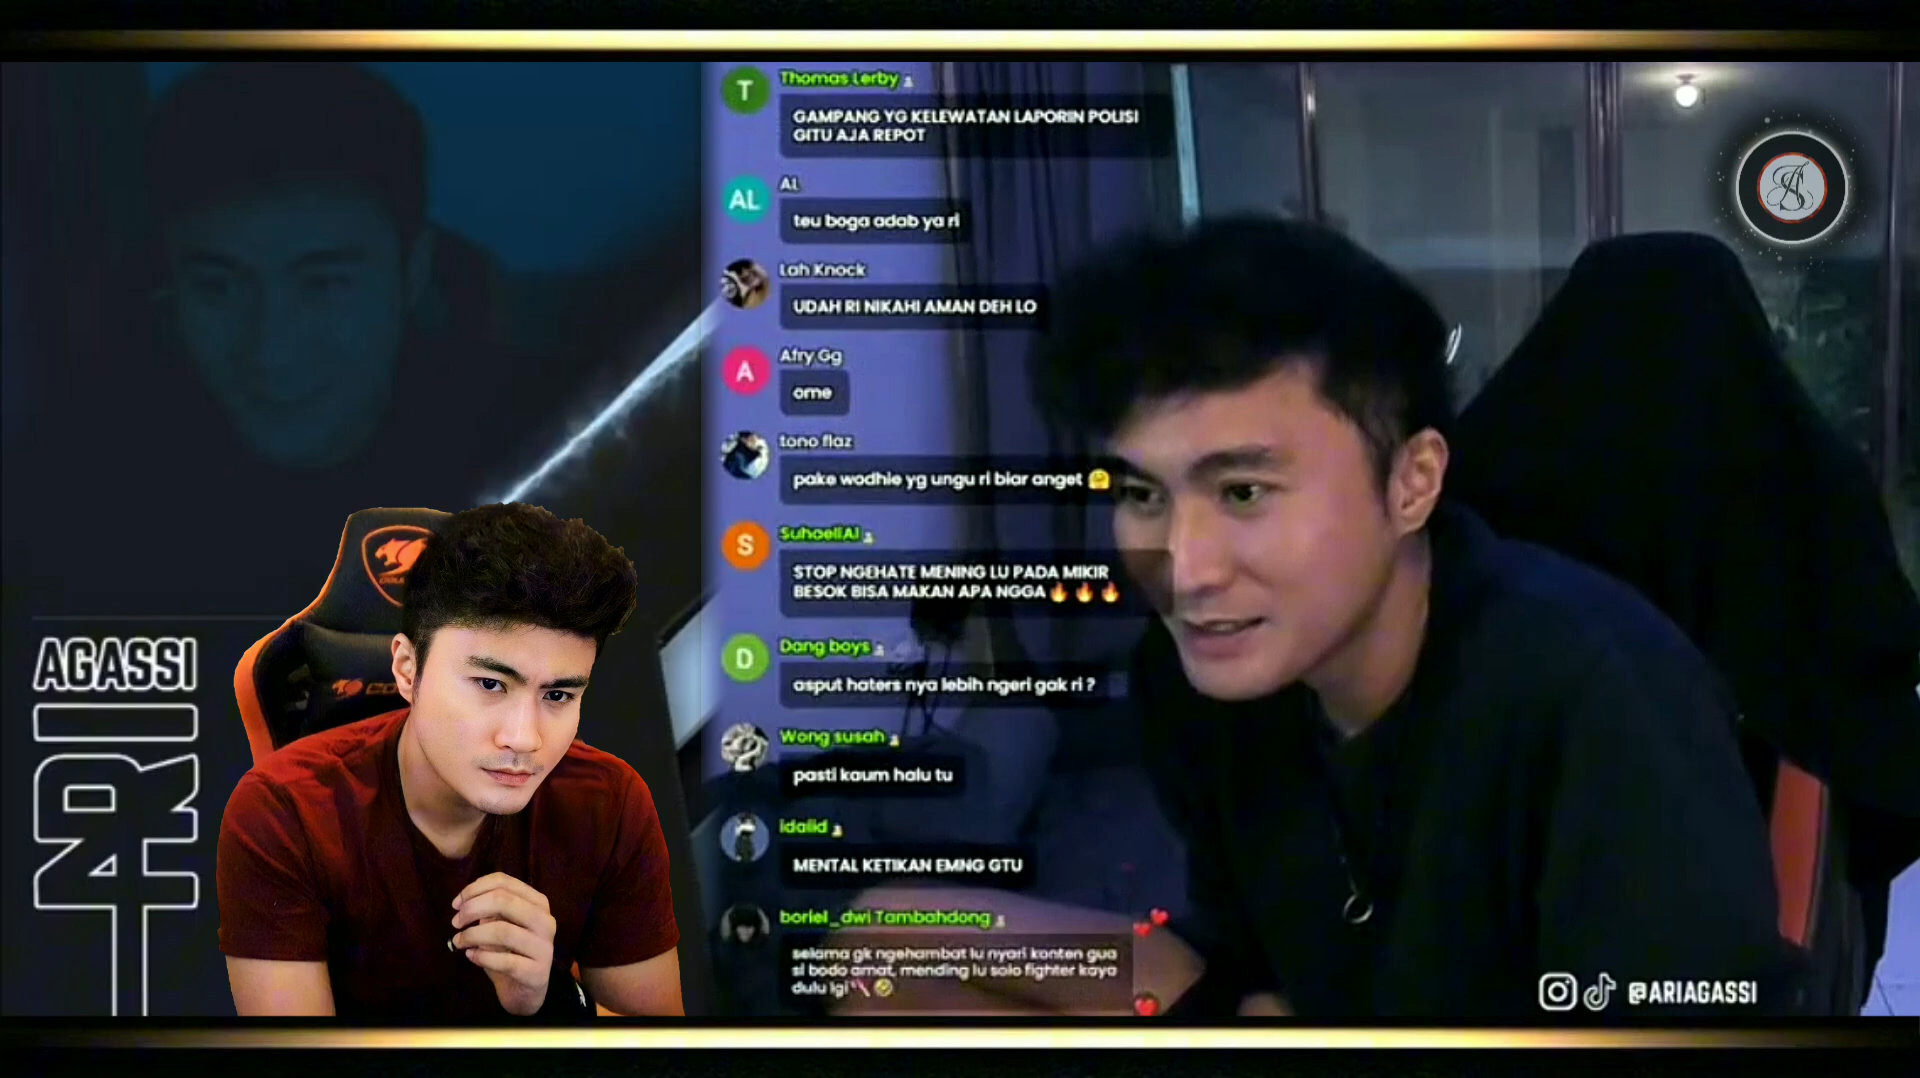 T
Thomas Lerby
GAMPANG YG KELEWATAN LAPORIN POLISI
GITU AJA REPOT
AL
AL
teu boga adab ya ri
Lah Knock
UDAH RI NIKAHI AMAN DEH LO
A
Afry Gg
ome
tono flaz
pake wodhie yg ungu ri biar anget 🤗
S
SuhaeliAl
STOP NGEHATE MENING LU PADA MIKIR
BESOK BISA MAKAN APA NGGA🔥🔥🔥
D
Dang boys
asput haters nya lebih ngeri gak ri ?
Wong susah
pasti kaum halu tu
idalid
MENTAL KETIKAN EMNG GTU
boriel_dwi Tambahdong
selama gk ngehambat lu nyari konten gua
si bodo amat, mending lu solo fighter kaya
dulu lgi
AGASSI
ARI
@ARIAGASSI